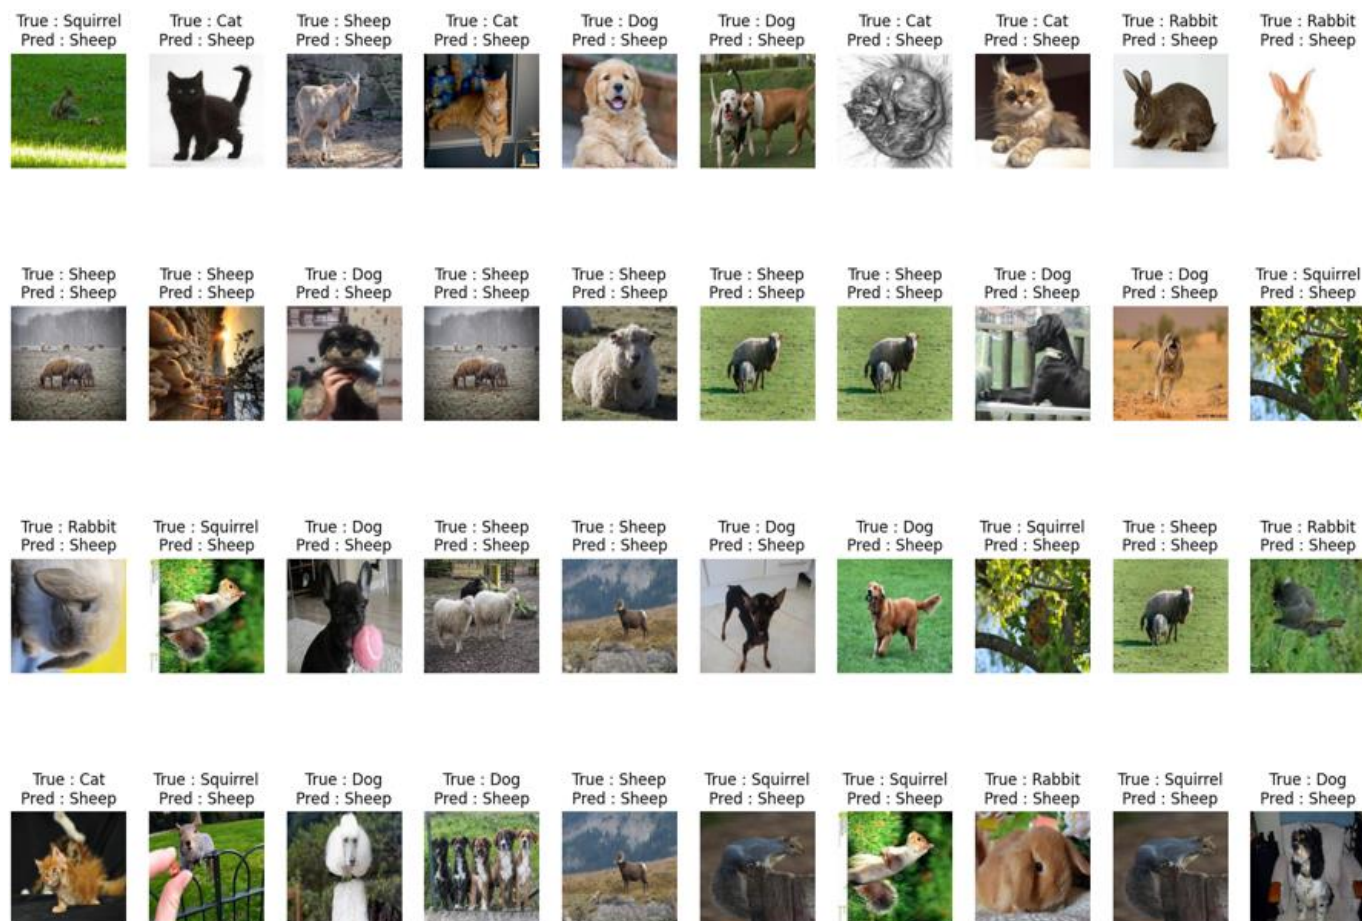 True : Squirrel True : Cat True : Sheep True : Cat True : Dog True : Dog True : Cat True : Cat True : Rabbit True : Rabbit
Pred : Sheep Pred : Sheep Pred : Sheep Pred : Sheep Pred : Sheep Pred : Sheep Pred : Sheep Pred : Sheep Pred : Sheep Pred : Sheep
True : Sheep True : Sheep True : Dog True : Sheep True : Sheep True : Sheep True : Sheep True : Dog True : Dog True : Squirrel
Pred : Sheep Pred : Sheep Pred : Sheep Pred : Sheep Pred : Sheep Pred : Sheep Pred : Sheep Pred : Sheep Pred : Sheep Pred : Sheep
True : Rabbit True : Squirrel True : Dog True : Sheep True : Sheep True : Dog True : Dog True : Squirrel True : Sheep True : Rabbit
Pred : Sheep Pred : Sheep Pred : Sheep Pred : Sheep Pred : Sheep Pred : Sheep Pred : Sheep Pred : Sheep Pred : Sheep Pred : Sheep
True : Cat True : Squirrel True : Dog True : Dog True : Sheep True : Squirrel True : Squirrel True : Rabbit True : Squirrel True : Dog
Pred : Sheep Pred : Sheep Pred : Sheep Pred : Sheep Pred : Sheep Pred : Sheep Pred : Sheep Pred : Sheep Pred : Sheep Pred : Sheep